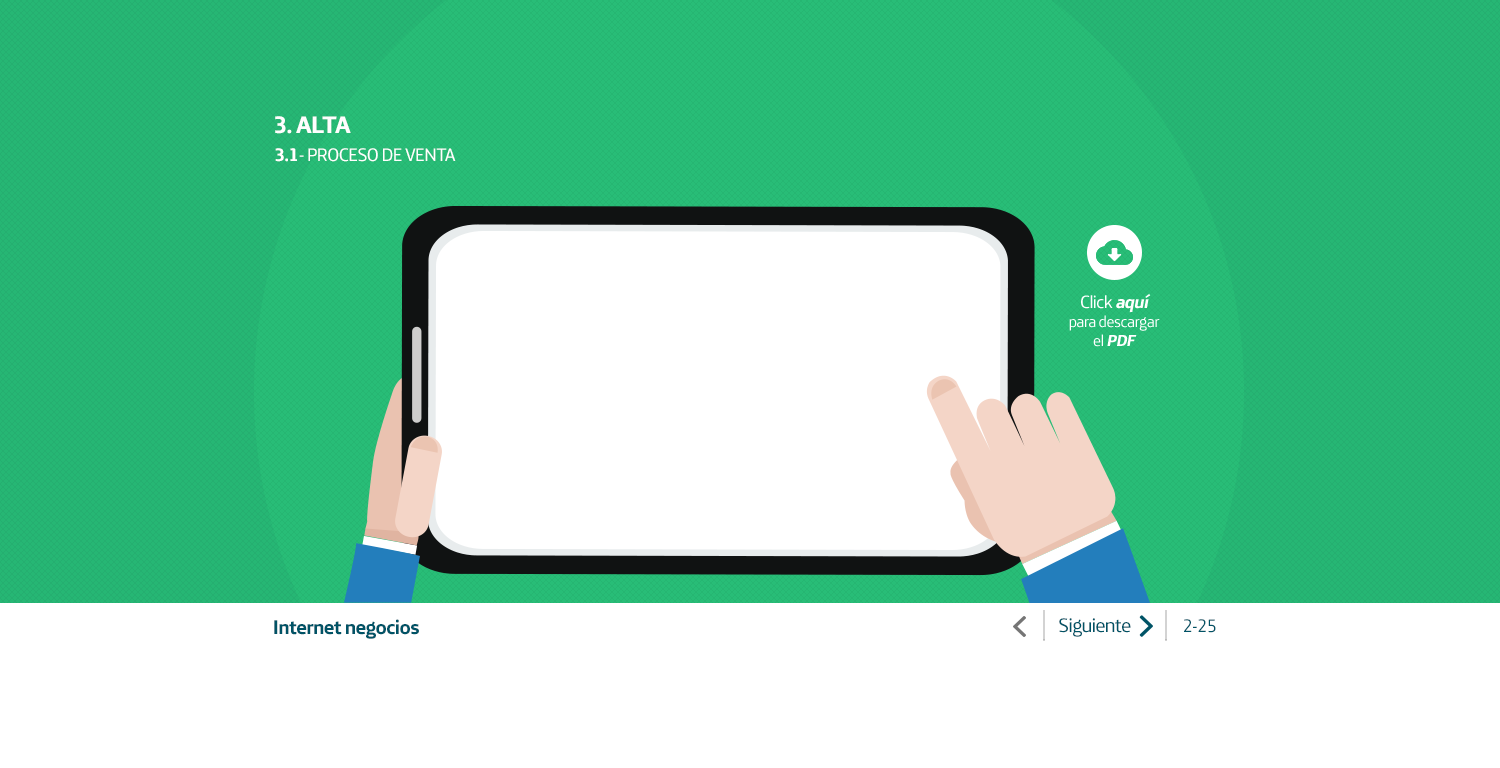 3. ALTA
3.1- PROCESO DE VENTA
Click aquí
para descargar
el PDF
Internet negocios
Siguiente
2-25